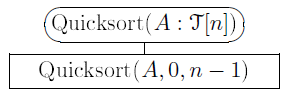 Quicksort(A : 𝒯[n])
Quicksort(A, 0, n − 1)